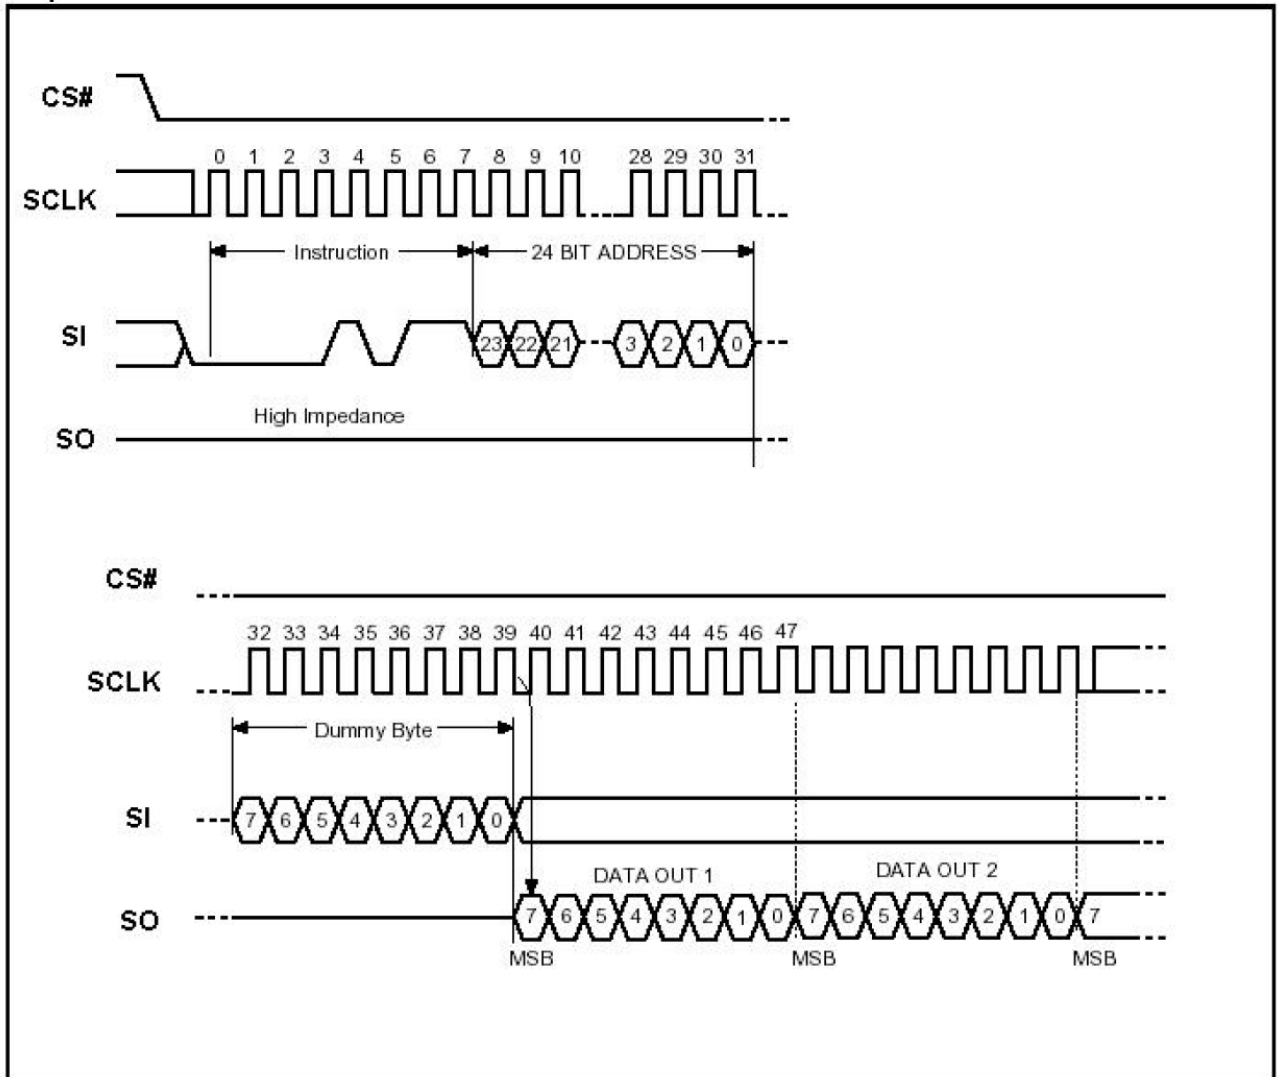 CS#
0 1 2 3 4 5 6 7 8 9 10 28 29 30 31
SCLK
Instruction 24 BIT ADDRESS
SI 23 22 21 3 2 1 0
High Impedance
SO
CS#
32 33 34 35 36 37 38 39 40 41 42 43 44 45 46 47
SCLK
Dummy Byte
SI 7 6 5 4 3 2 1 0
DATA OUT 1 DATA OUT 2
SO 7 6 5 4 3 2 1 0 7 6 5 4 3 2 1 0 7
MSB MSB MSB